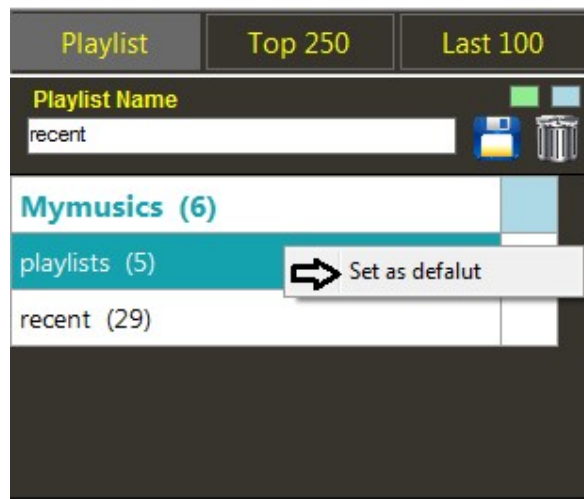 Playlist Top 250 Last 100
Playlist Name
recent
Mymusics (6)
playlists (5)
Set as defalut
recent (29)